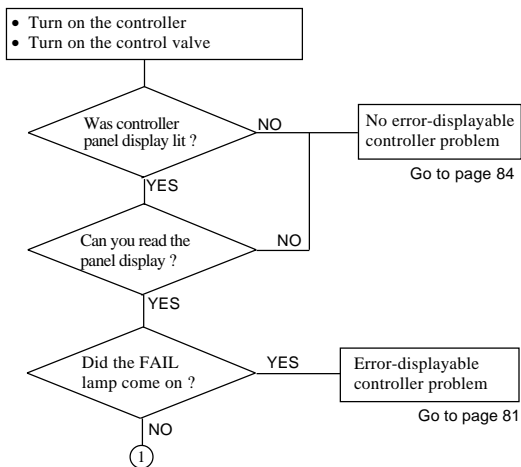 • Turn on the controller
• Turn on the control valve
Was controller
panel display lit ?
NO
No error-displayable
controller problem
Go to page 84
YES
Can you read the
panel display ?
NO
YES
Did the FAIL
lamp come on ?
YES
Error-displayable
controller problem
Go to page 81
NO
1